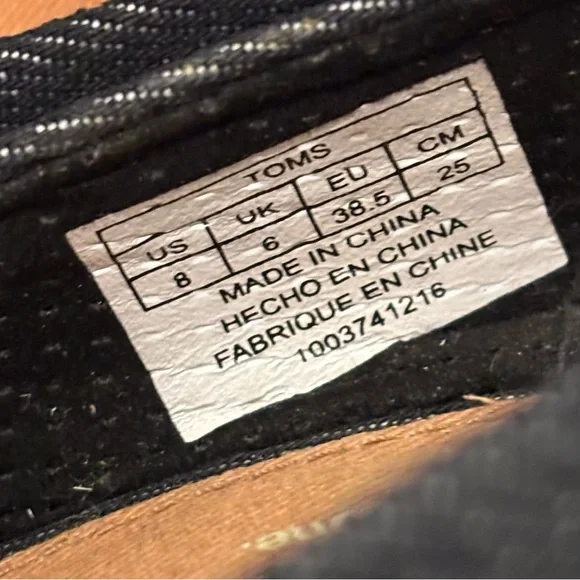 TOMS
US UK EU CM
8 6 38.5 25
MADE IN CHINA
HECHO EN CHINA
FABRIQUE EN CHINE
1003741216